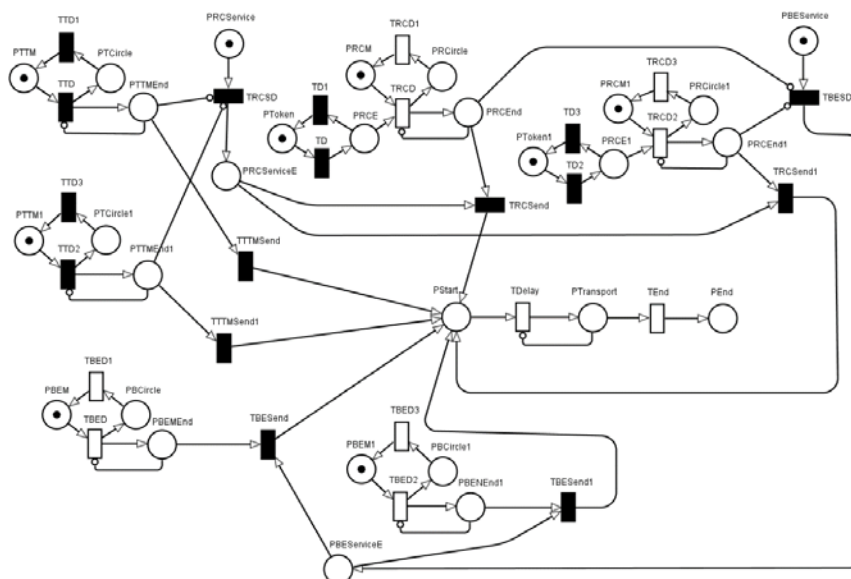 TTD1
PTTM
PTCircle
TTD
PTTMEnd
PRCService
TRCSD
PRCServiceE
TTD3
PTTM1
PTCircle1
TTD2
PTTMEnd1
TTTMSend
TTTMSend1
TD1
PToken
PRCE
TD
TRCD1
PRCM
PRCircle
TRCD
PRCEnd
TRCSend
TD3
PToken1
PRCE1
TD2
TRCD3
PRCM1
PRCircle1
TRCD2
PRCEnd1
TRCSend1
PBEService
TBESD
PStart
TDelay
PTransport
TEnd
PEnd
TBED1
PBEM
PBCircle
TBED
PBEMEnd
TBESend
TBED3
PBEM1
PBCircle1
TBED2
PBENEnd1
TBESend1
PBEServiceE